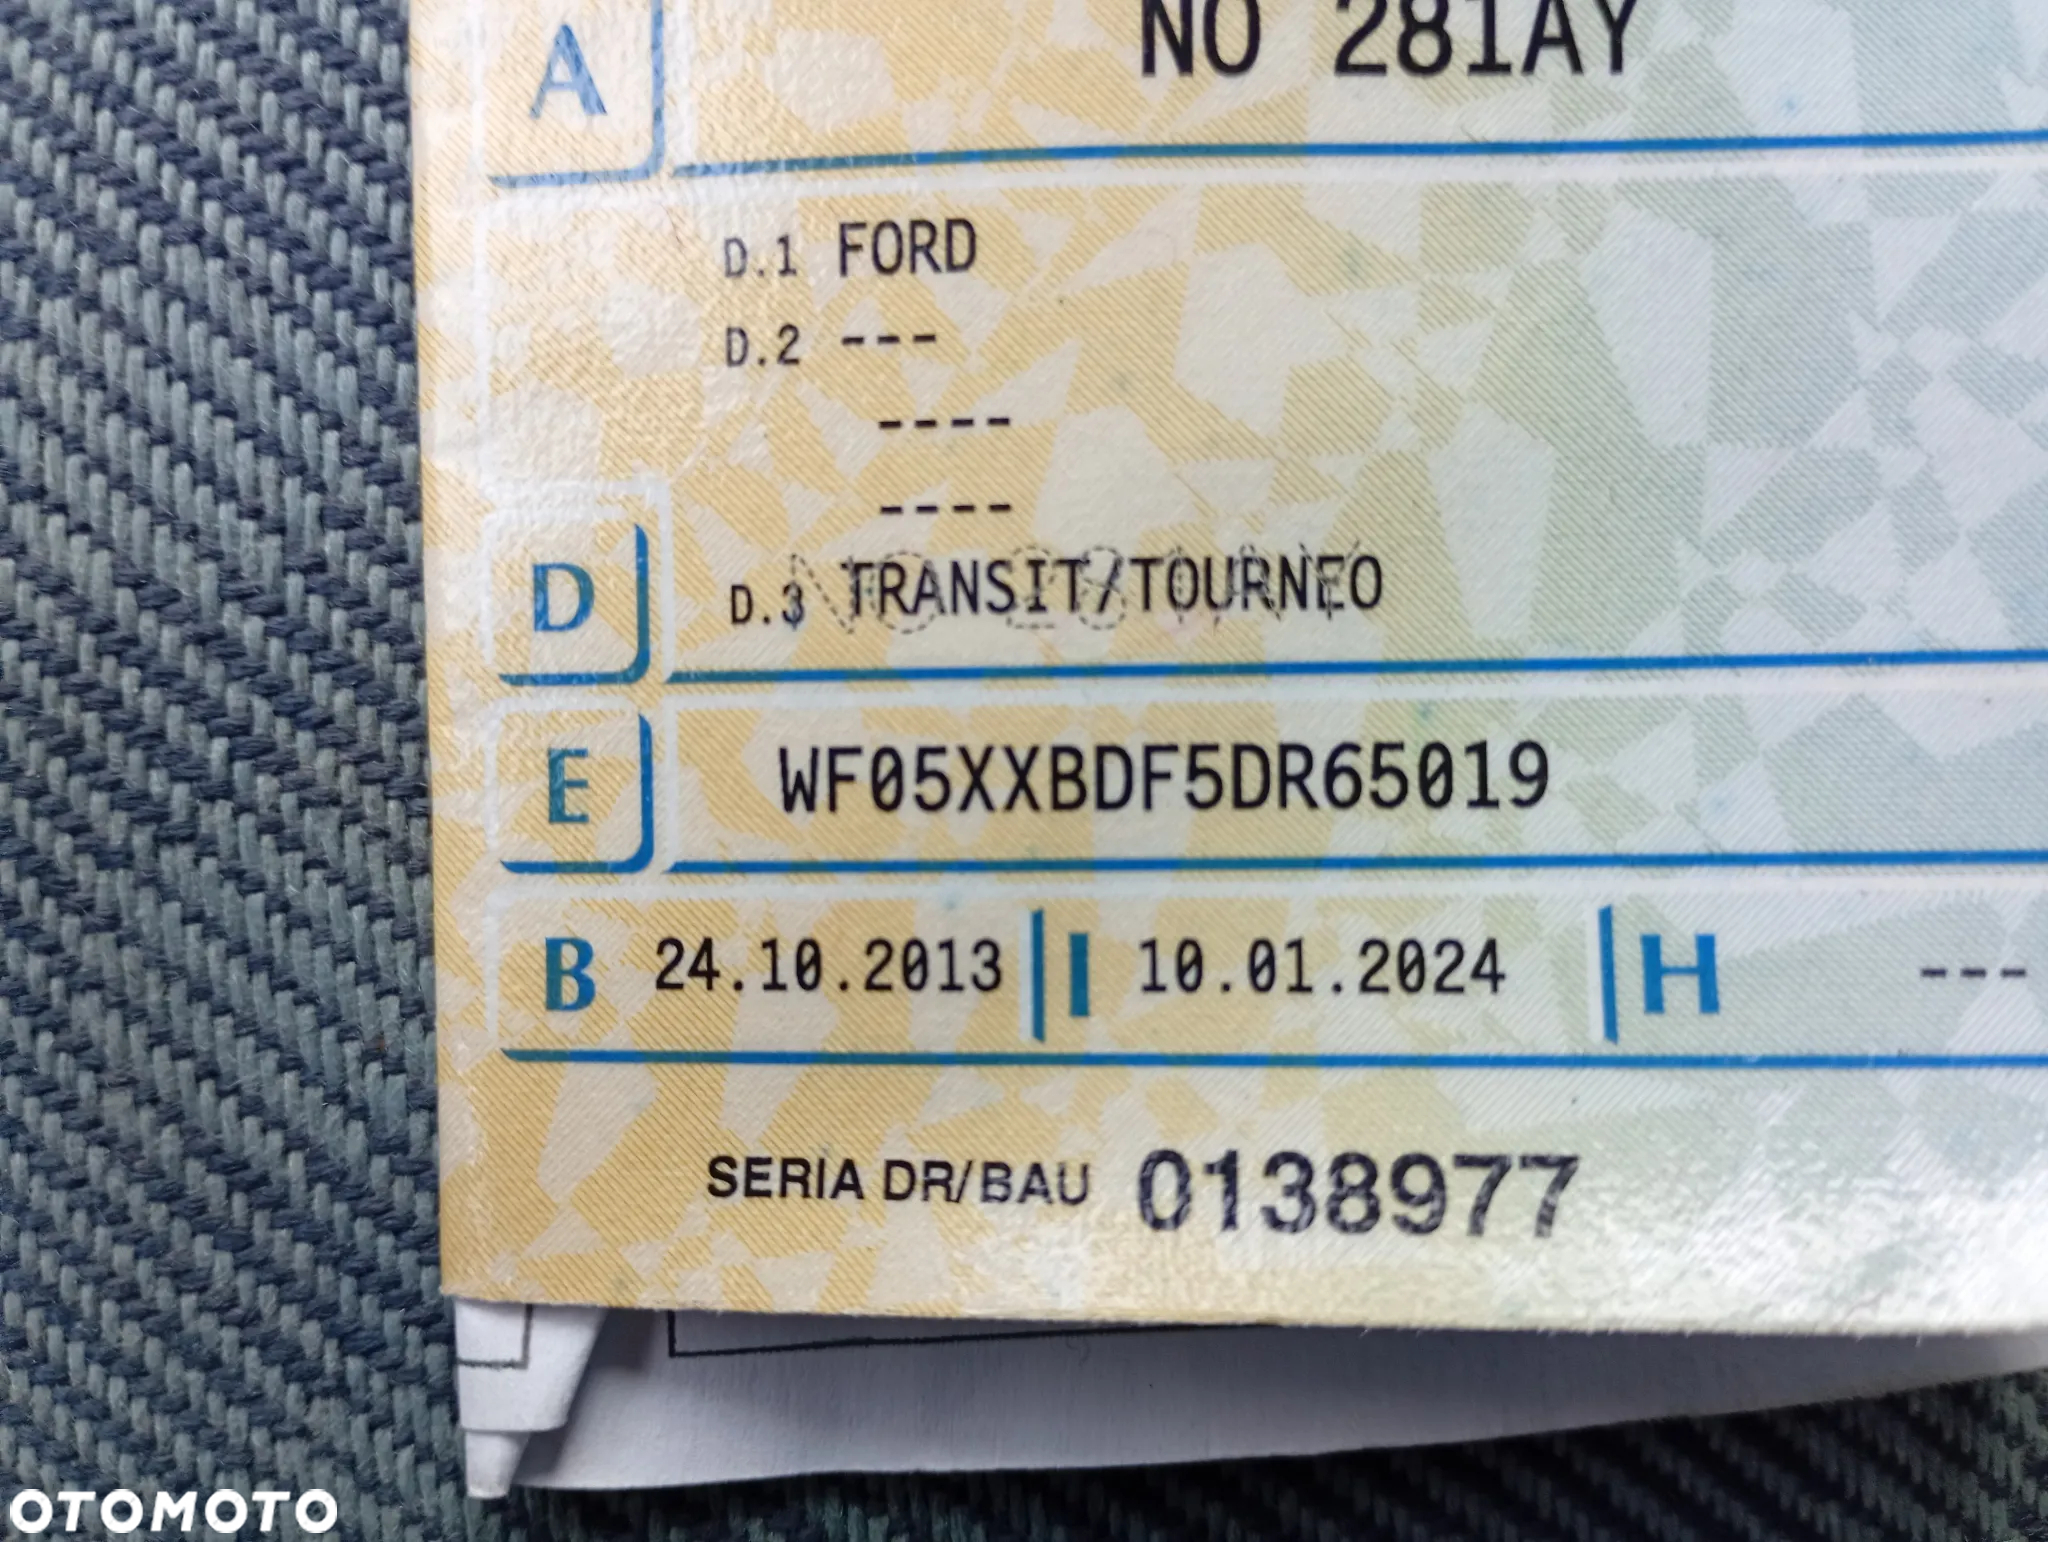 A NO 281AY
D.1 FORD
D.2 ---
----
----
D D.3 TRANSIT/TOURNEO
E WF05XXBDF5DR65019
B 24.10.2013 I 10.01.2024 H ---
SERIA DR/BAU 0138977
OTOMOTO